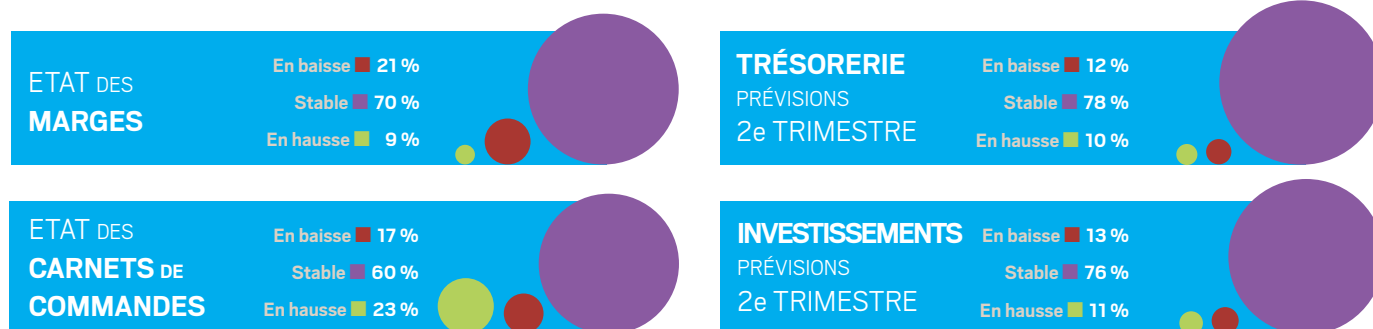 ETAT DES
MARGES
En baisse 21 %
Stable 70 %
En hausse 9 %
TRÉSORERIE
PRÉVISIONS
2e TRIMESTRE
En baisse 12 %
Stable 78 %
En hausse 10 %
ETAT DES
CARNETS DE
COMMANDES
En baisse 17 %
Stable 60 %
En hausse 23 %
INVESTISSEMENTS
PRÉVISIONS
2e TRIMESTRE
En baisse 13 %
Stable 76 %
En hausse 11 %